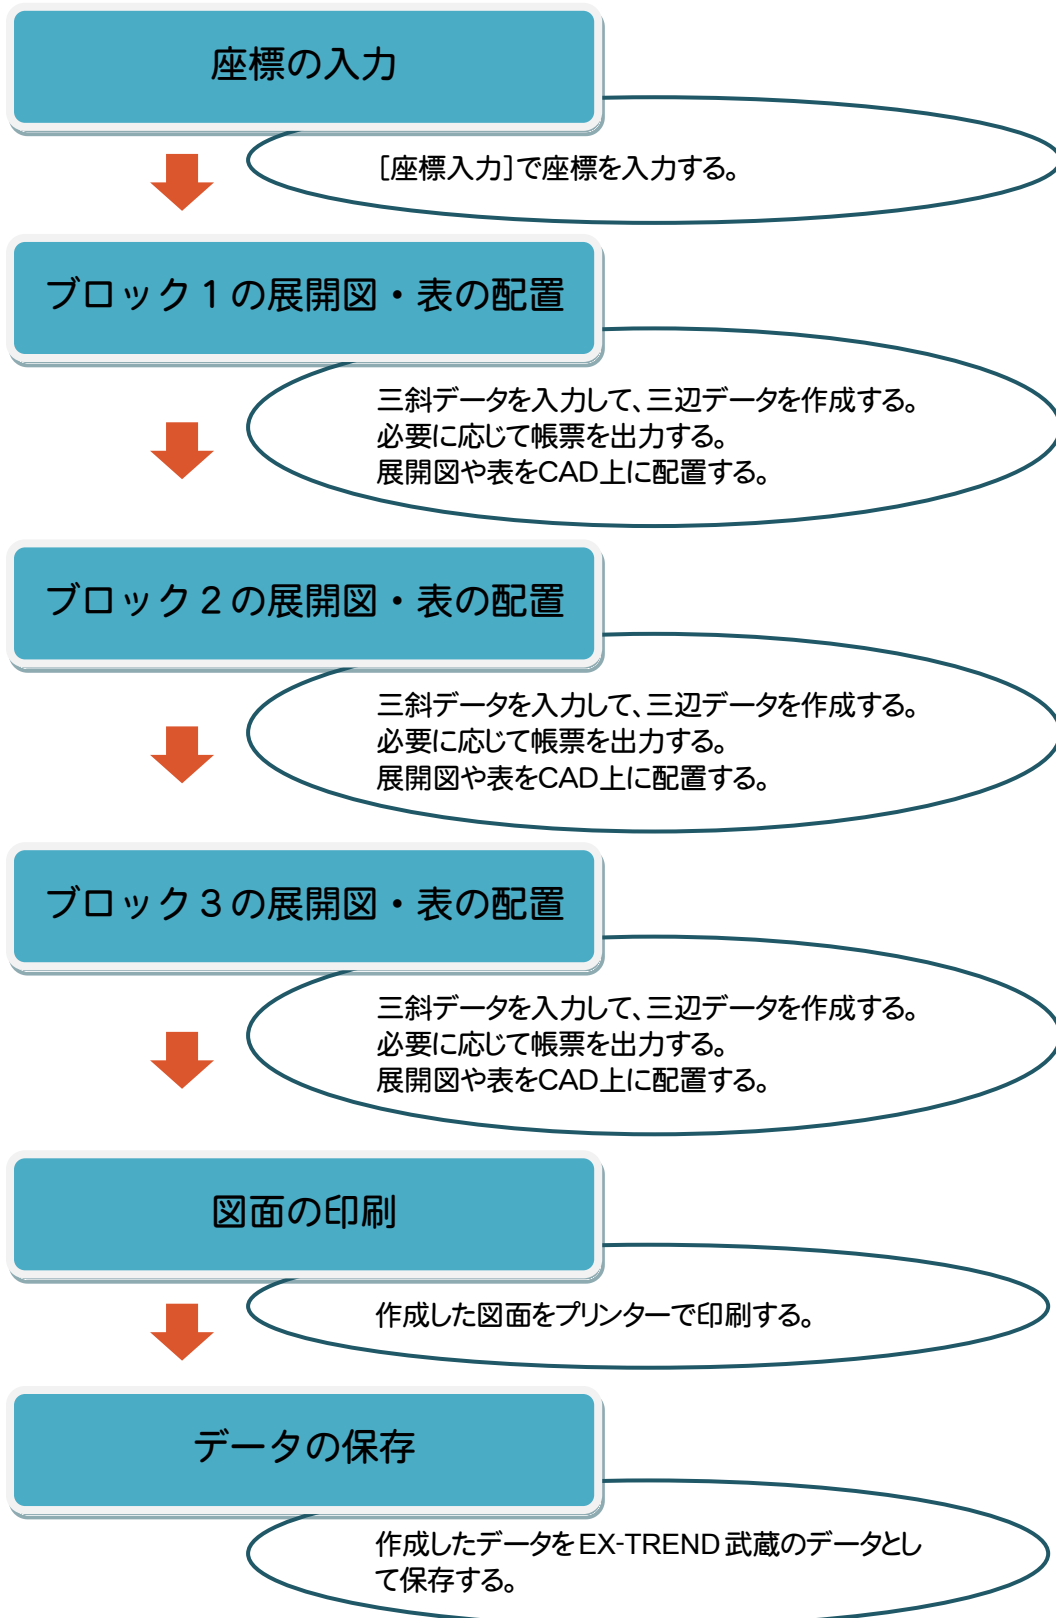 座標の入力
[座標入力]で座標を入力する。
ブロック１の展開図・表の配置
三斜データを入力して、三辺データを作成する。
必要に応じて帳票を出力する。
展開図や表をCAD上に配置する。
ブロック２の展開図・表の配置
三斜データを入力して、三辺データを作成する。
必要に応じて帳票を出力する。
展開図や表をCAD上に配置する。
ブロック３の展開図・表の配置
三斜データを入力して、三辺データを作成する。
必要に応じて帳票を出力する。
展開図や表をCAD上に配置する。
図面の印刷
作成した図面をプリンターで印刷する。
データの保存
作成したデータをEX-TREND武蔵のデータとし
て保存する。